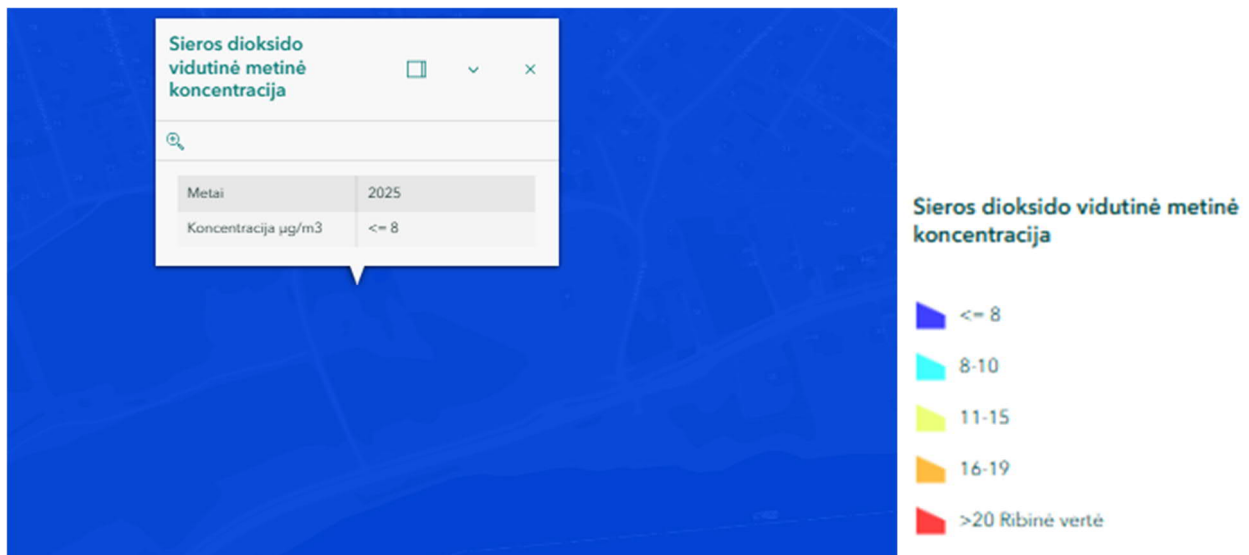 Sieros dioksido
vidutinė metinė
koncentracija
Metai 2025
Koncentracija µg/m3 <= 8
Sieros dioksido vidutinė metinė
koncentracija
<= 8
8-10
11-15
16-19
>20 Ribinė vertė